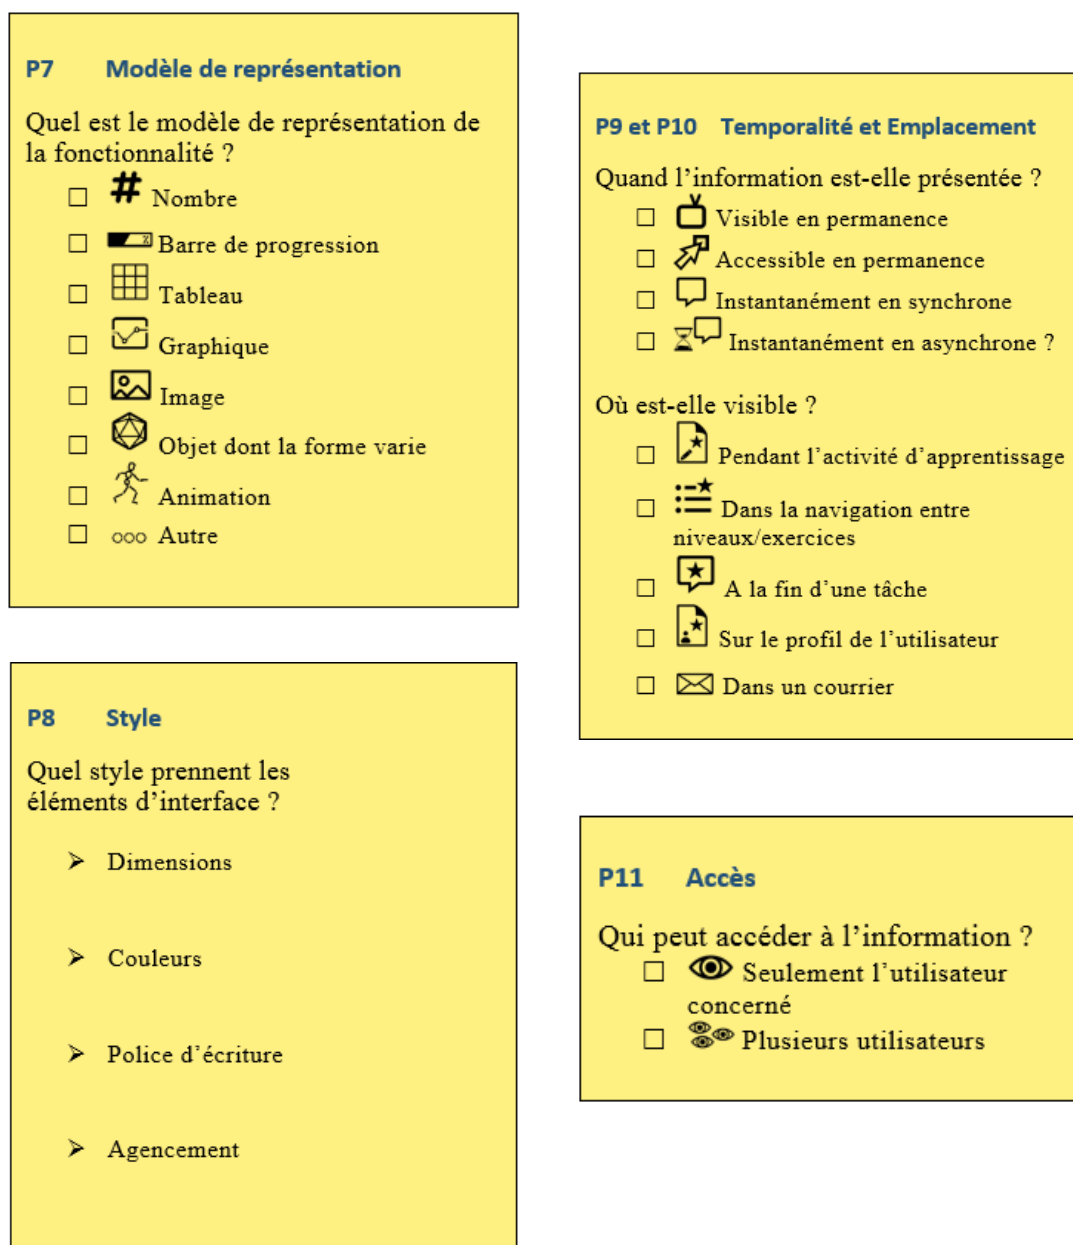 P7 Modèle de représentation
Quel est le modèle de représentation de
la fonctionnalité ?
# Nombre
% Barre de progression
Tableau
Graphique
Image
Objet dont la forme varie
Animation
ooo Autre
P8 Style
Quel style prennent les
éléments d’interface ?
Dimensions
Couleurs
Police d’écriture
Agencement
P9 et P10 Temporalité et Emplacement
Quand l’information est-elle présentée ?
Visible en permanence
Accessible en permanence
Instantanément en synchrone
Instantanément en asynchrone ?
Où est-elle visible ?
Pendant l’activité d’apprentissage
Dans la navigation entre
niveaux/exercices
A la fin d’une tâche
Sur le profil de l’utilisateur
Dans un courrier
P11 Accès
Qui peut accéder à l’information ?
Seulement l’utilisateur
concerné
Plusieurs utilisateurs